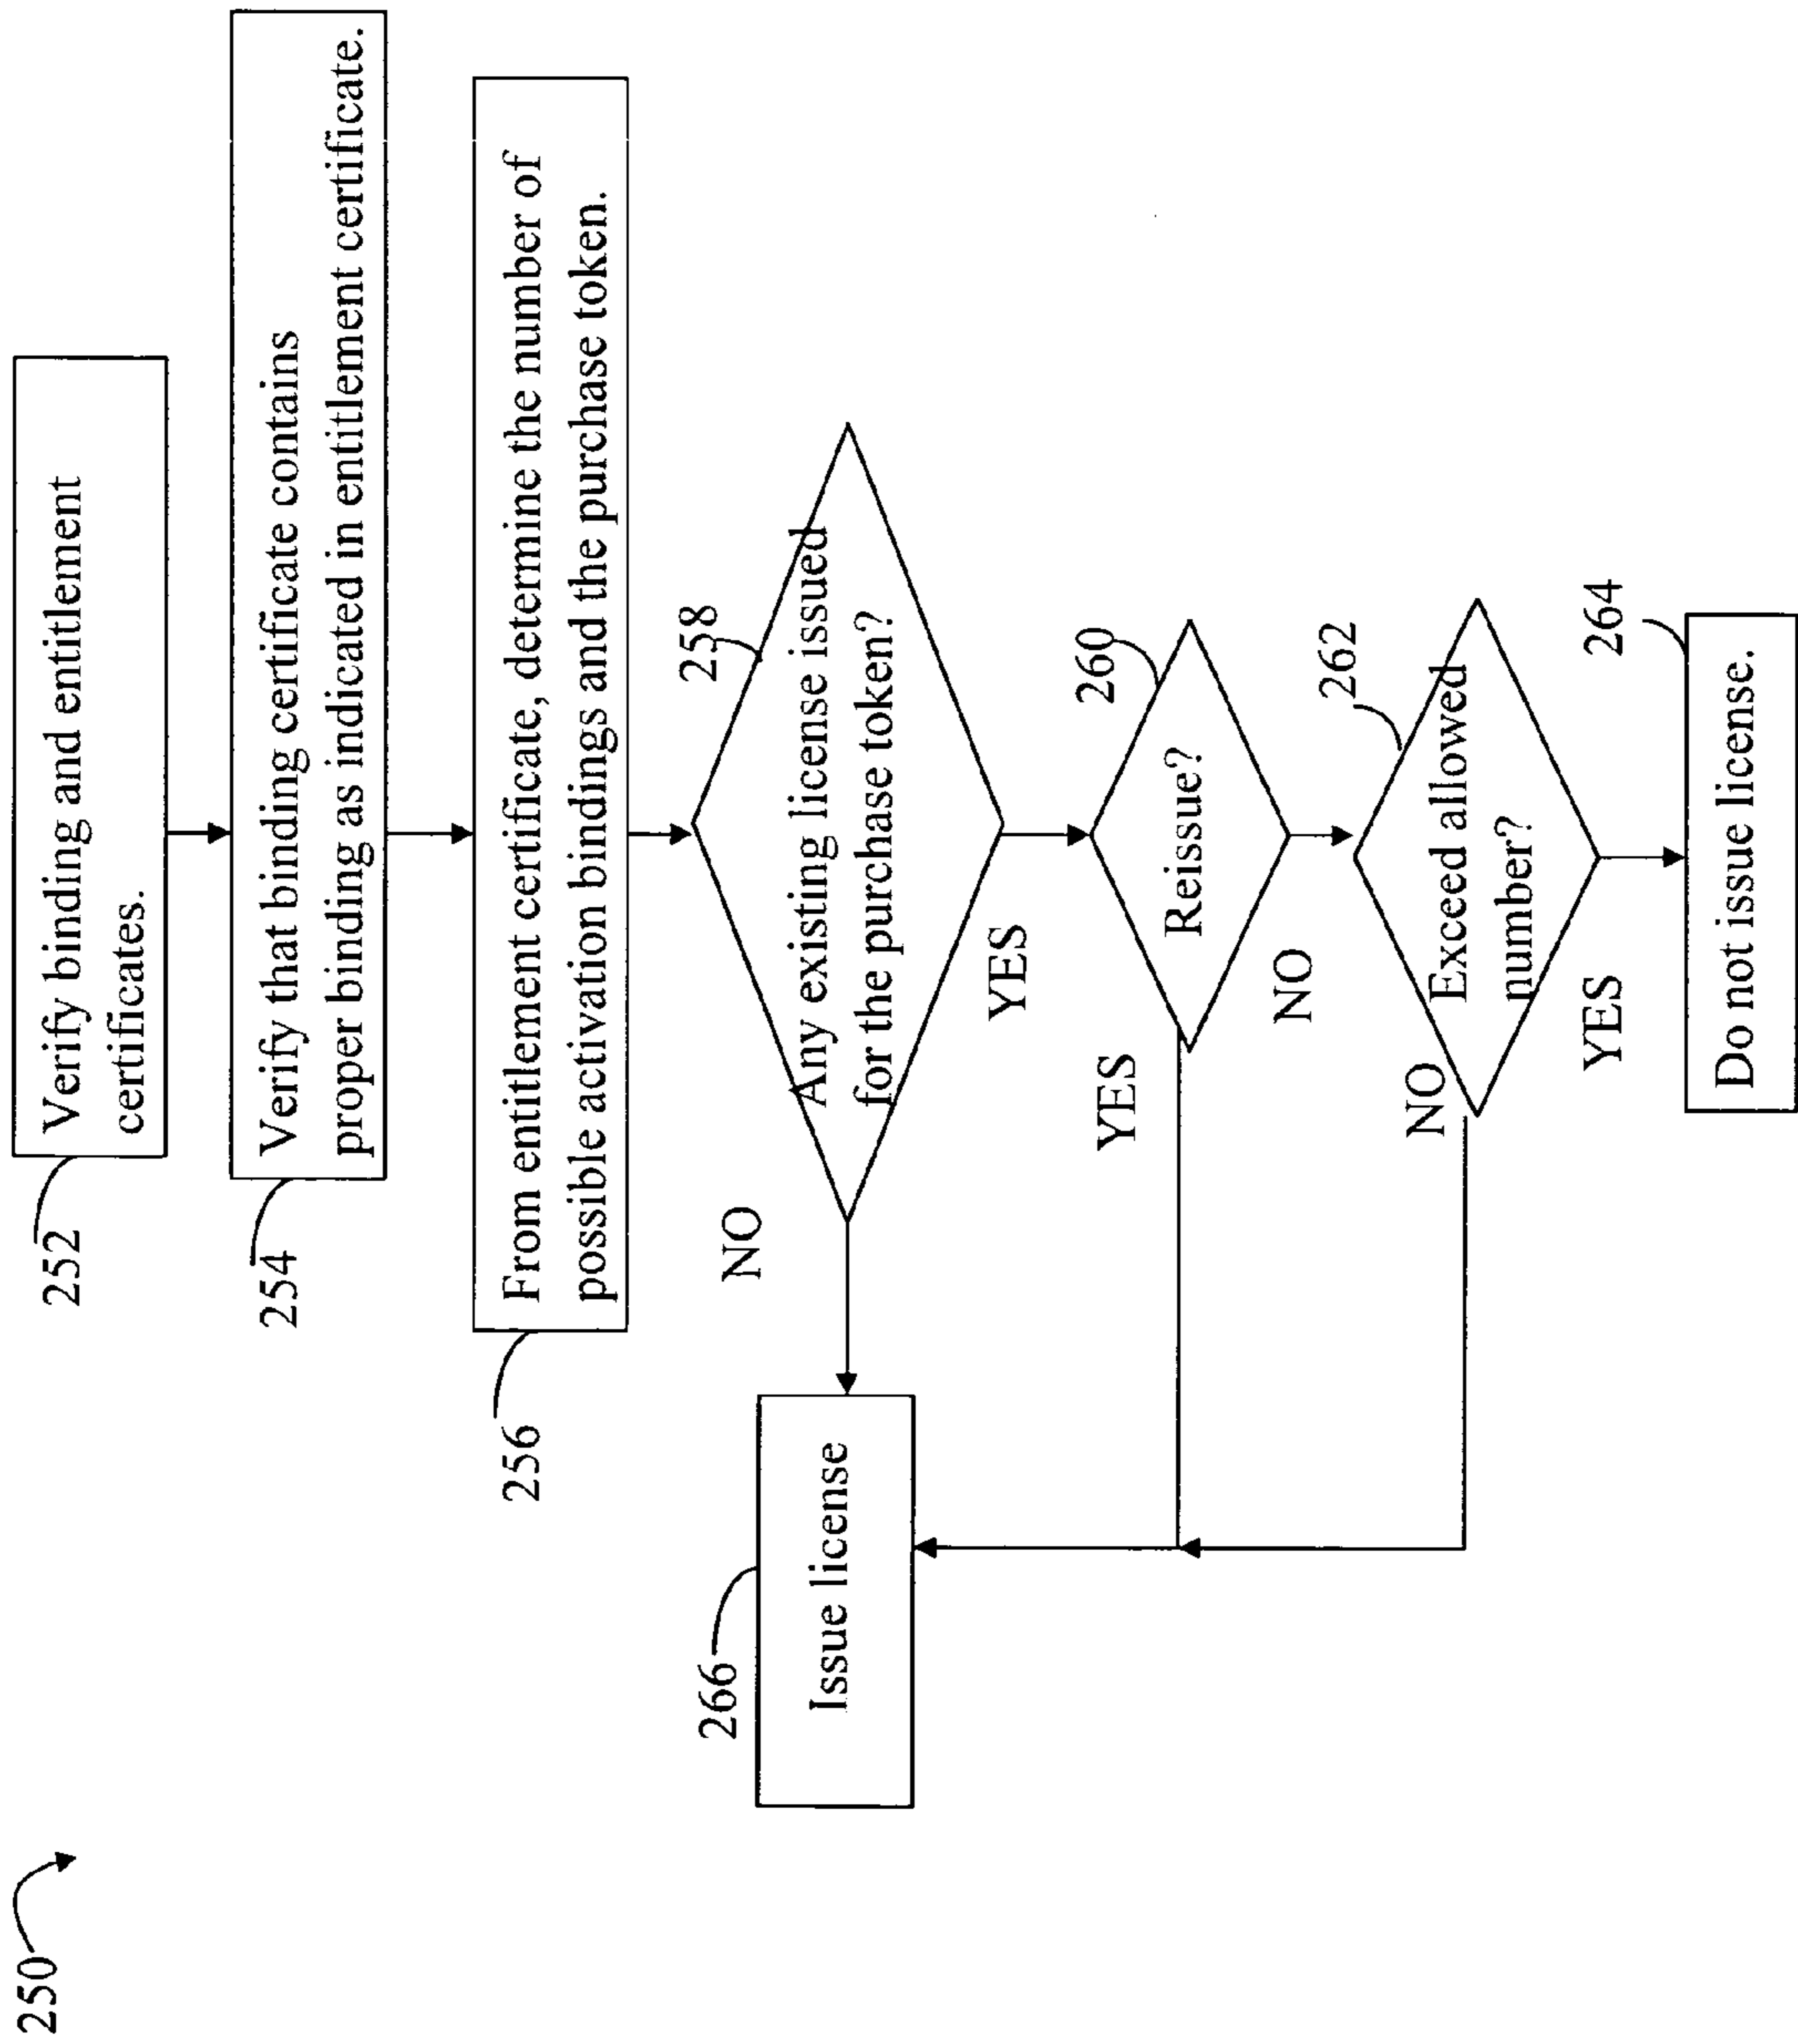 250
252
Verify binding and entitlement
certificates.
254
Verify that binding certificate contains
proper binding as indicated in entitlement certificate.
256
From entitlement certificate, determine the number of
possible activation bindings and the purchase token.
258
Any existing license issued
for the purchase token?
NO
YES
266
Issue license
260
Reissue?
YES
NO
262
Exceed allowed
number?
NO
YES
264
Do not issue license.